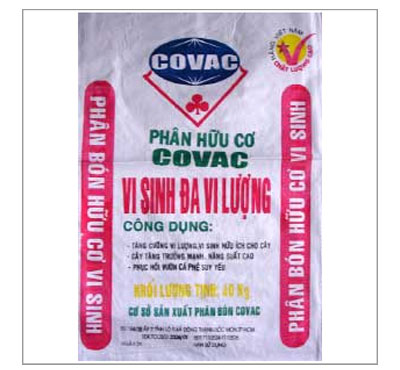 COVAC
HÀNG VIỆT NAM
CHẤT LƯỢNG CAO
PHÂN HỮU CƠ
COVAC
VI SINH ĐA VI LƯỢNG
CÔNG DỤNG:
- TĂNG CƯỜNG VI LƯỢNG, VI SINH HỮU ÍCH CHO CÂY
- CÂY TĂNG TRƯỞNG MẠNH, NĂNG SUẤT CAO
- PHỤC HỒI VƯỜN CÀ PHÊ SUY YẾU
KHỐI LƯỢNG TỊNH: 40 Kg
CƠ SỞ SẢN XUẤT PHÂN BÓN COVAC
PHÂN BÓN HỮU CƠ VI SINH
PHÂN BÓN HỮU CƠ VI SINH